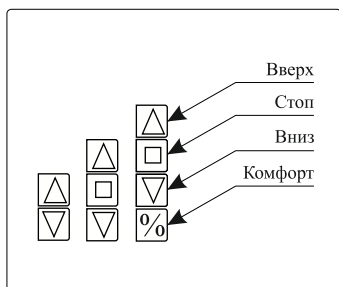 Вверх
Стоп
Вниз
Комфорт
%